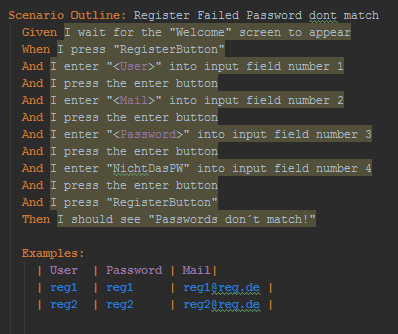 Scenario Outline: Register Failed Password dont match
Given I wait for the "Welcome" screen to appear
When I press "RegisterButton"
And I enter "<User>" into input field number 1
And I press the enter button
And I enter "<Mail>" into input field number 2
And I press the enter button
And I enter "<Password>" into input field number 3
And I press the enter button
And I enter "NichtDasPW" into input field number 4
And I press the enter button
And I press "RegisterButton"
Then I should see "Passwords don´t match!"
Examples:
| User | Password | Mail|
| reg1 | reg1 | reg1@reg.de |
| reg2 | reg2 | reg2@reg.de |